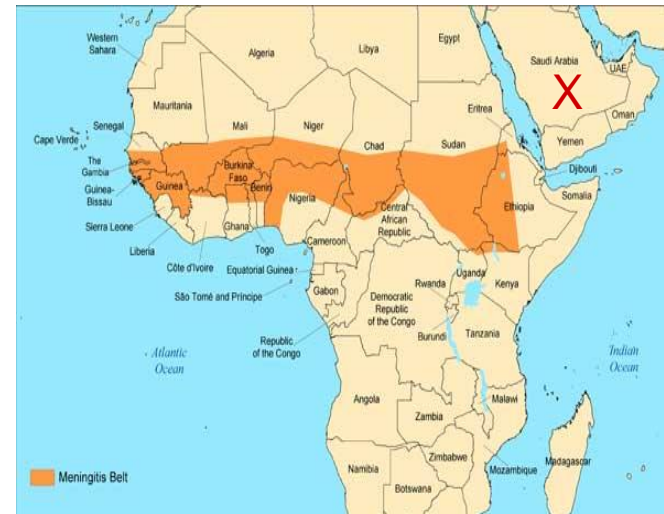 Western
Sahara
Algeria
Libya
Egypt
Saudi Arabia
UAE
X
Oman
Mauritania
Mali
Niger
Chad
Sudan
Eritrea
Yemen
Cape Verde
Senegal
The
Gambia
Guinea-
Bissau
Guinea
Burkina
Faso
Benin
Nigeria
Djibouti
Ethiopia
Somalia
Sierra Leone
Liberia
Ghana
Togo
Cameroon
Central
African
Republic
Côte d'Ivoire
Equatorial Guinea
São Tomé and Príncipe
Gabon
Republic
of the Congo
Democratic
Republic
of the Congo
Rwanda
Burundi
Uganda
Kenya
Tanzania
Atlantic
Ocean
Indian
Ocean
Angola
Zambia
Malawi
Zimbabwe
Mozambique
Madagascar
Namibia
Botswana
Meningitis Belt